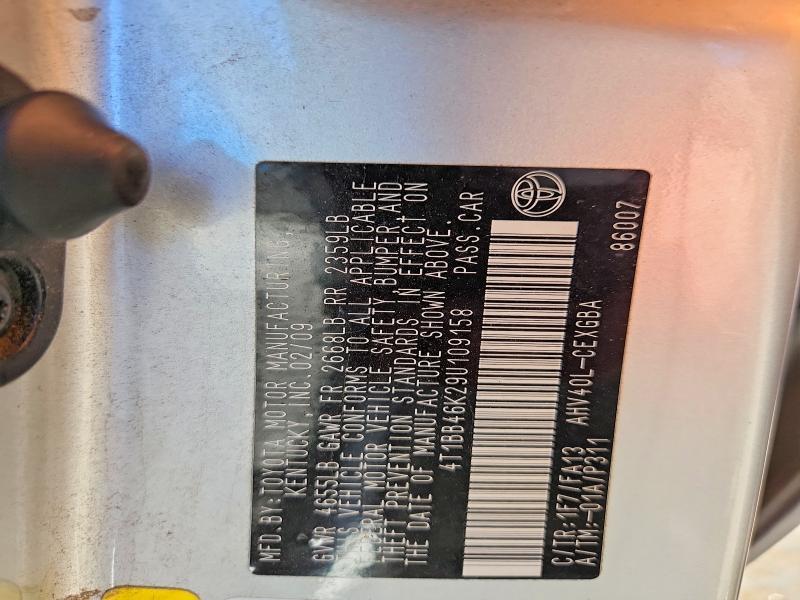 MFD.BY:TOYOTA MOTOR MANUFACTURING,
KENTUCKY, INC. 02/09
GVWR 4655LB GAWR FR 2668LB RR 2359LB
THIS VEHICLE CONFORMS TO ALL APPLICABLE
FEDERAL MOTOR VEHICLE SAFETY BUMPER, AND
THEFT PREVENTION STANDARDS IN EFFECT ON
THE DATE OF MANUFACTURE SHOWN ABOVE.
4T1BB46K29U109158 PASS.CAR
C/TR:1F7/FA13 AHV40L-CEXGBA 86007
A/TM:-01A/P311